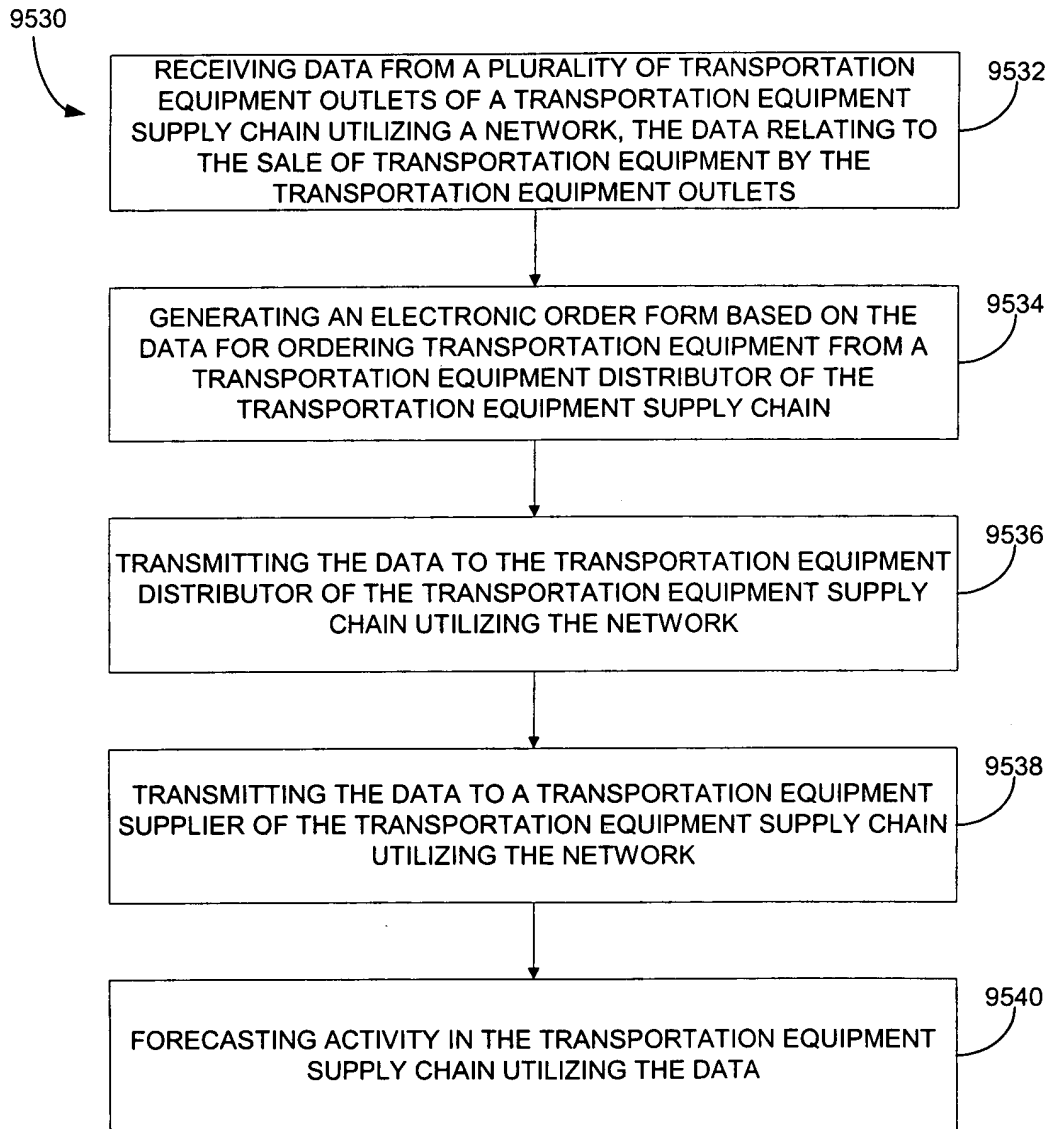 9530
RECEIVING DATA FROM A PLURALITY OF TRANSPORTATION
EQUIPMENT OUTLETS OF A TRANSPORTATION EQUIPMENT
SUPPLY CHAIN UTILIZING A NETWORK, THE DATA RELATING TO
THE SALE OF TRANSPORTATION EQUIPMENT BY THE
TRANSPORTATION EQUIPMENT OUTLETS
9532
GENERATING AN ELECTRONIC ORDER FORM BASED ON THE
DATA FOR ORDERING TRANSPORTATION EQUIPMENT FROM A
TRANSPORTATION EQUIPMENT DISTRIBUTOR OF THE
TRANSPORTATION EQUIPMENT SUPPLY CHAIN
9534
TRANSMITTING THE DATA TO THE TRANSPORTATION EQUIPMENT
DISTRIBUTOR OF THE TRANSPORTATION EQUIPMENT SUPPLY
CHAIN UTILIZING THE NETWORK
9536
TRANSMITTING THE DATA TO A TRANSPORTATION EQUIPMENT
SUPPLIER OF THE TRANSPORTATION EQUIPMENT SUPPLY CHAIN
UTILIZING THE NETWORK
9538
FORECASTING ACTIVITY IN THE TRANSPORTATION EQUIPMENT
SUPPLY CHAIN UTILIZING THE DATA
9540